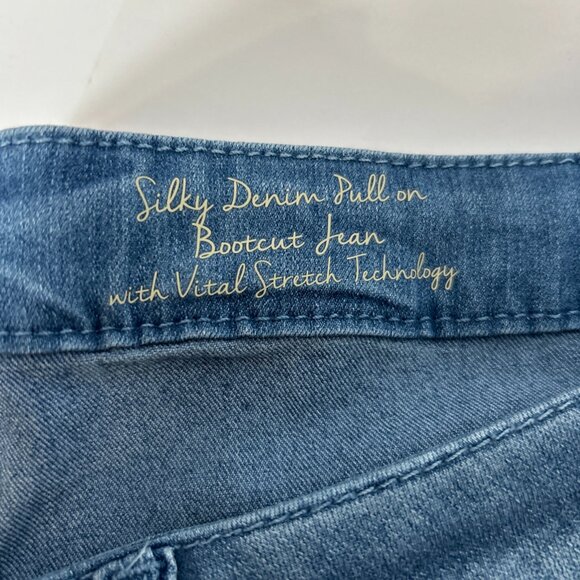 Silky Denim Pull on
Bootcut Jean
with Vital Stretch Technology